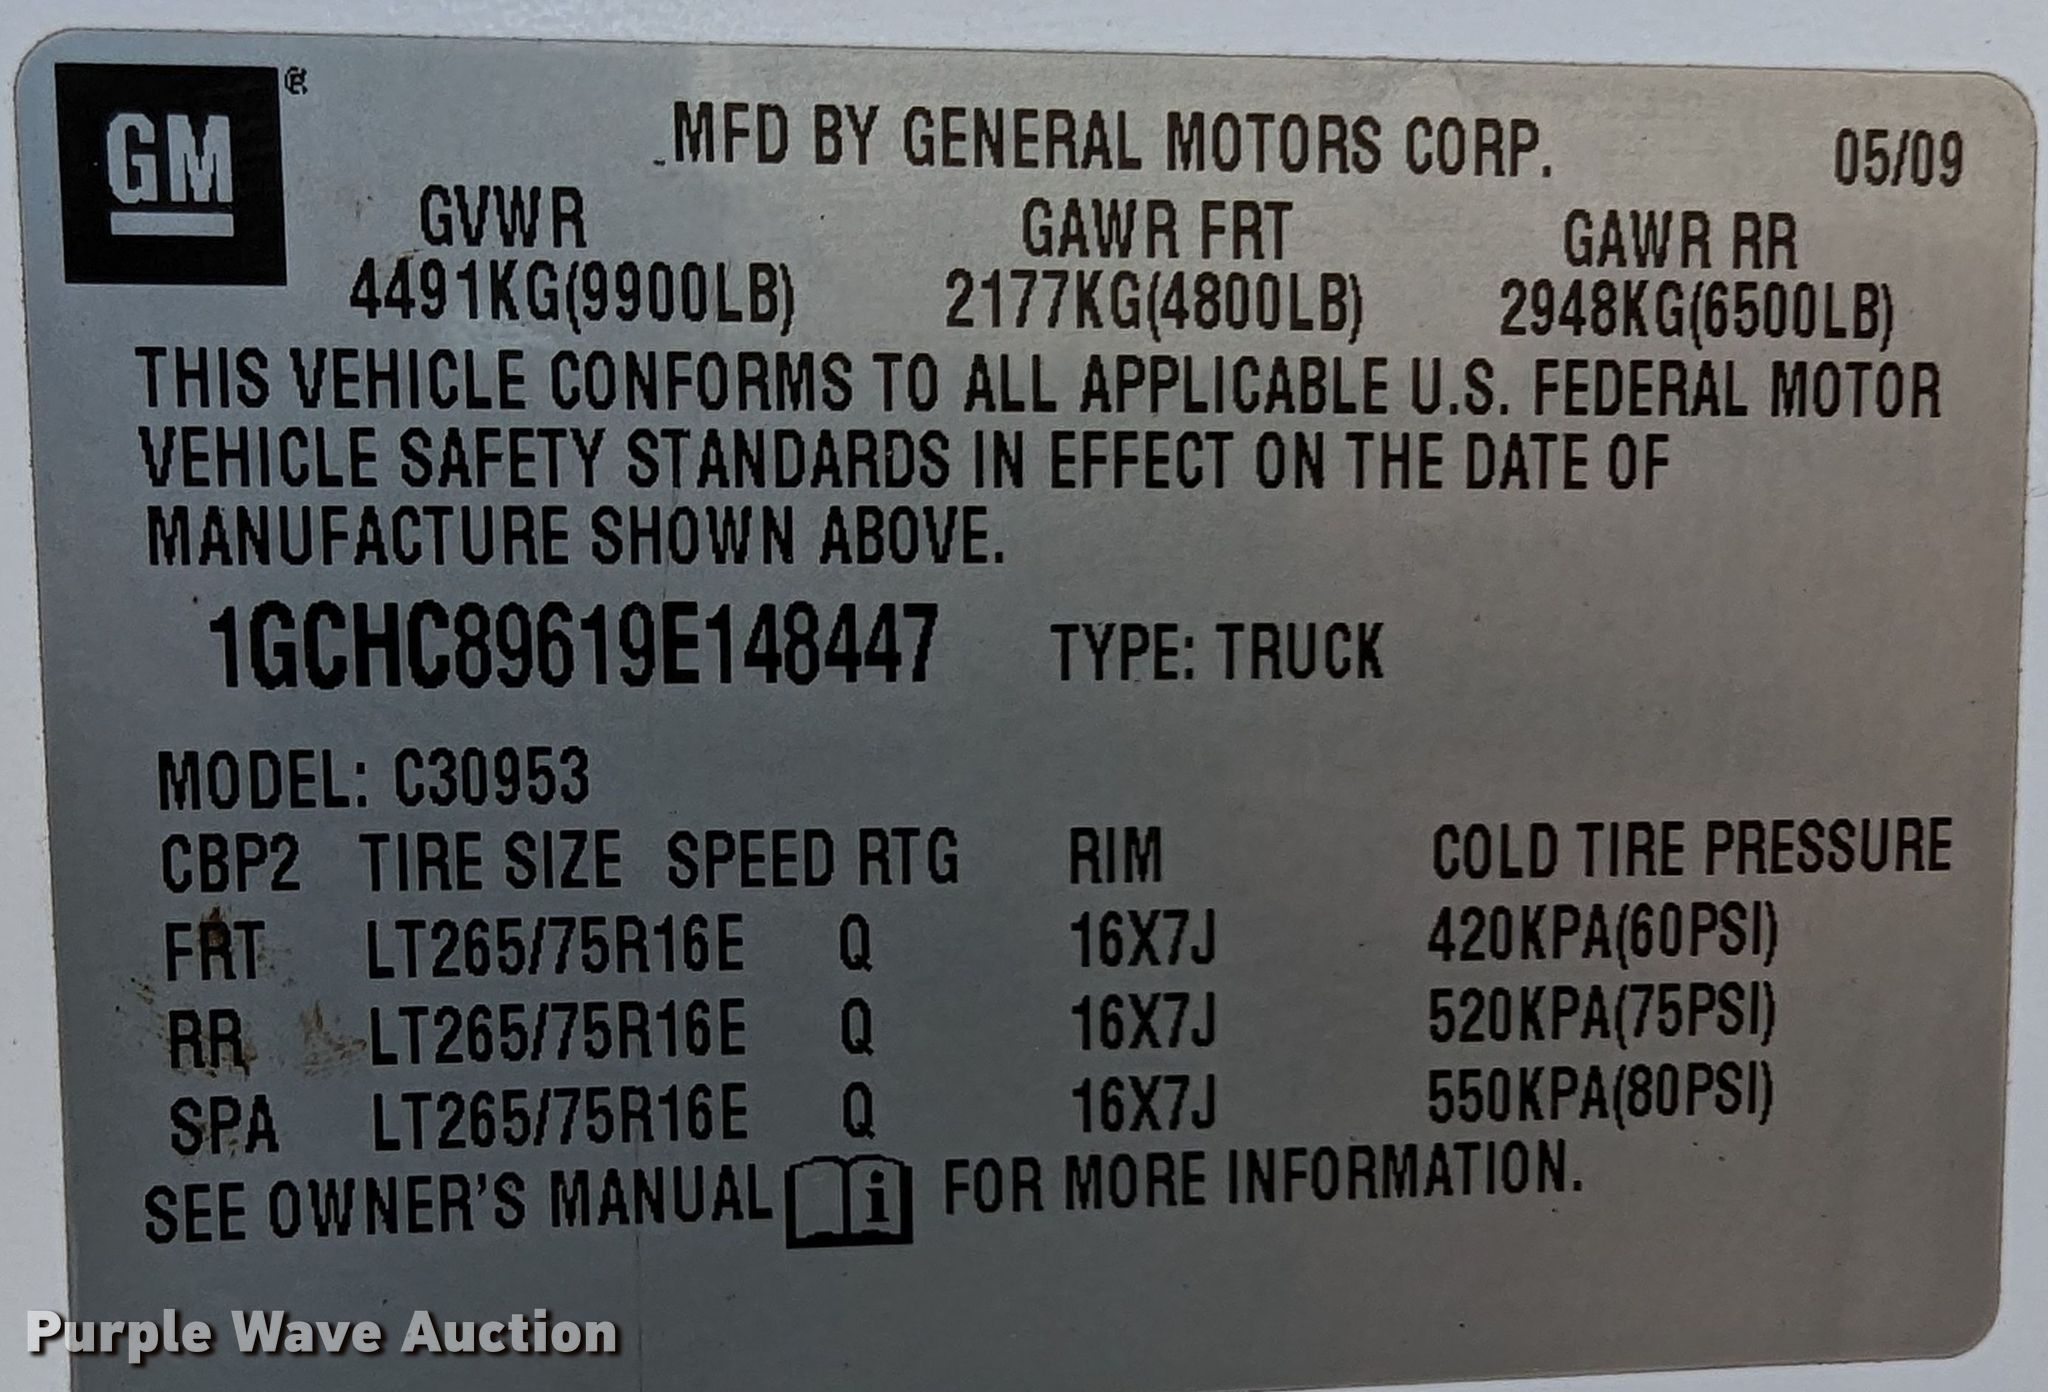 GM ®
MFD BY GENERAL MOTORS CORP. 05/09
GVWR GAWR FRT GAWR RR
4491KG(9900LB) 2177KG(4800LB) 2948KG(6500LB)
THIS VEHICLE CONFORMS TO ALL APPLICABLE U.S. FEDERAL MOTOR
VEHICLE SAFETY STANDARDS IN EFFECT ON THE DATE OF
MANUFACTURE SHOWN ABOVE.
1GCHC89619E148447 TYPE: TRUCK
MODEL: C30953
CBP2 TIRE SIZE SPEED RTG RIM COLD TIRE PRESSURE
FRT LT265/75R16E Q 16X7J 420KPA(60PSI)
RR LT265/75R16E Q 16X7J 520KPA(75PSI)
SPA LT265/75R16E Q 16X7J 550KPA(80PSI)
SEE OWNER'S MANUAL i FOR MORE INFORMATION.
Purple Wave Auction